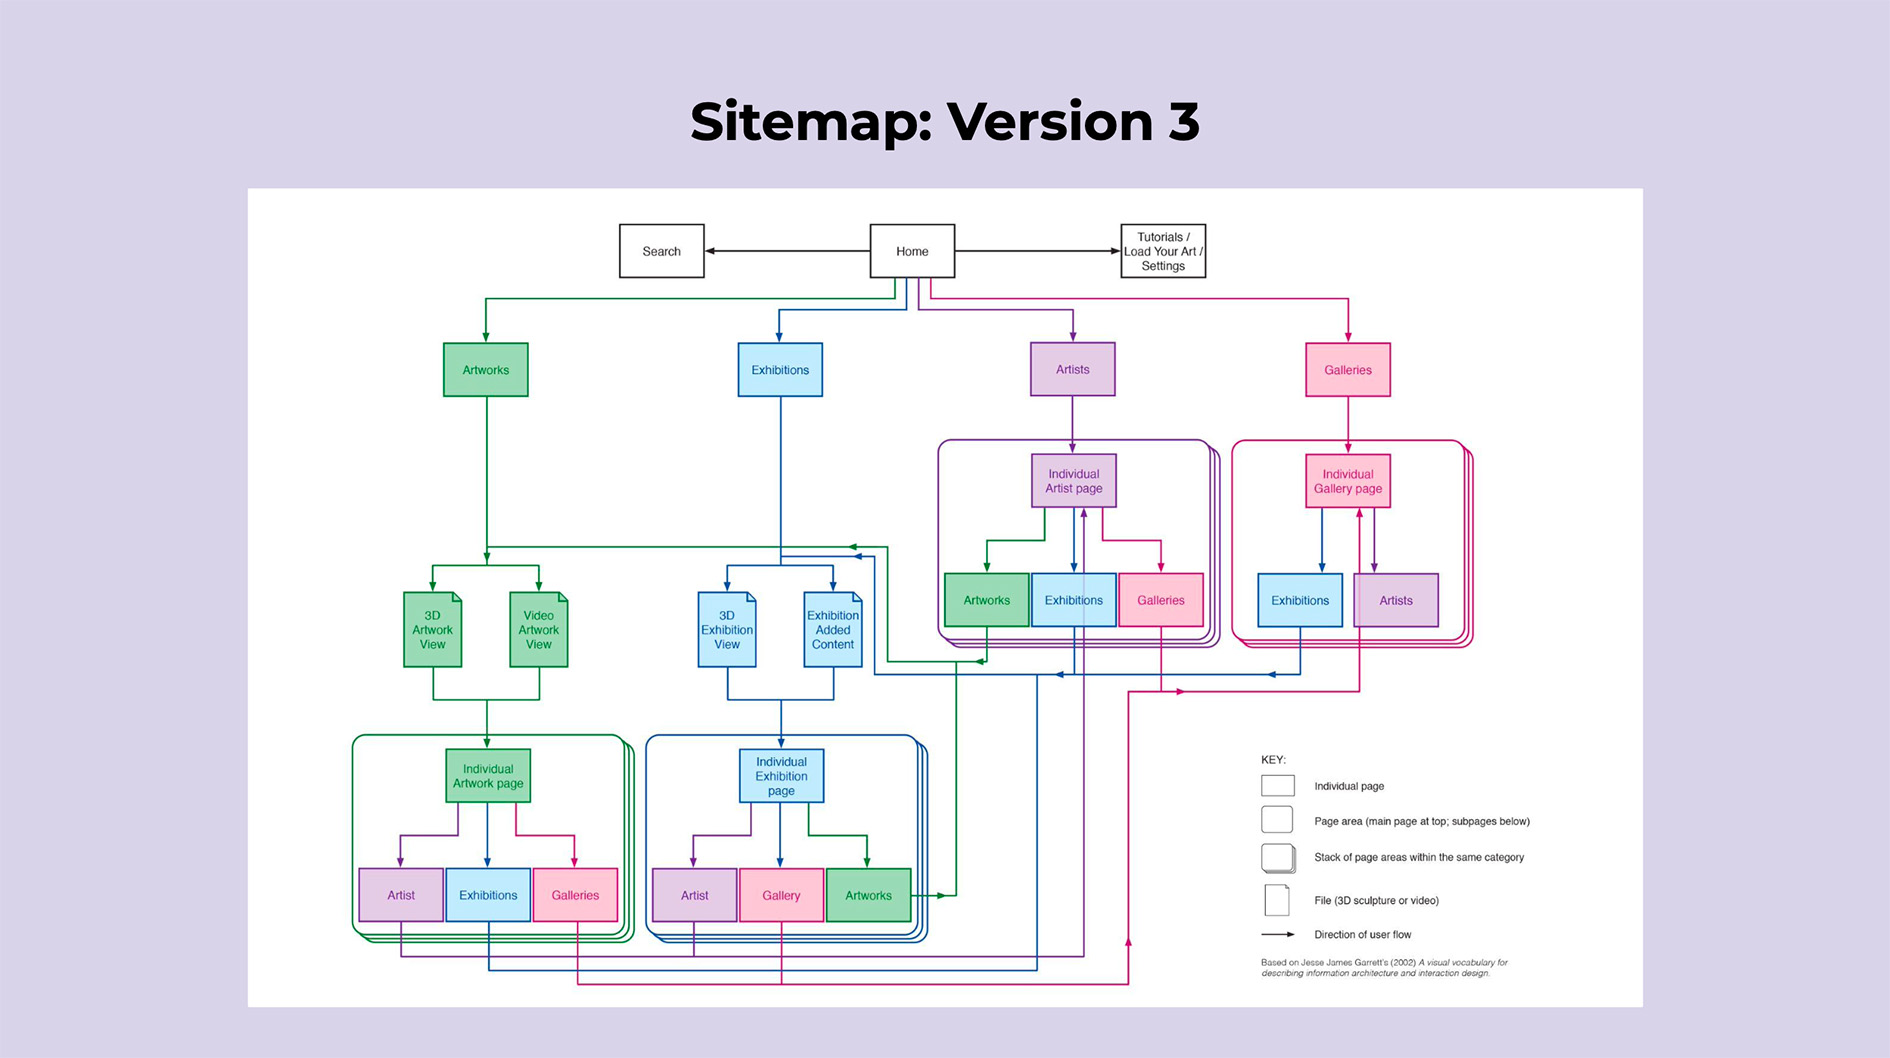 Sitemap: Version 3
Search
Home
Tutorials /
Load Your Art /
Settings
Artworks
Exhibitions
Artists
Galleries
Individual
Artist page
Individual
Gallery page
Artworks
Exhibitions
Galleries
Exhibitions
Artists
3D
Artwork
View
Video
Artwork
View
3D
Exhibition
View
Exhibition
Added
Content
Individual
Artwork page
Individual
Exhibition
page
Artist
Exhibitions
Galleries
Artist
Gallery
Artworks
KEY:
Individual page
Page area (main page at top; subpages below)
Stack of page areas within the same category
File (3D sculpture or video)
Direction of user flow
Based on Jesse James Garrett's (2002) A visual vocabulary for
describing information architecture and interaction design.